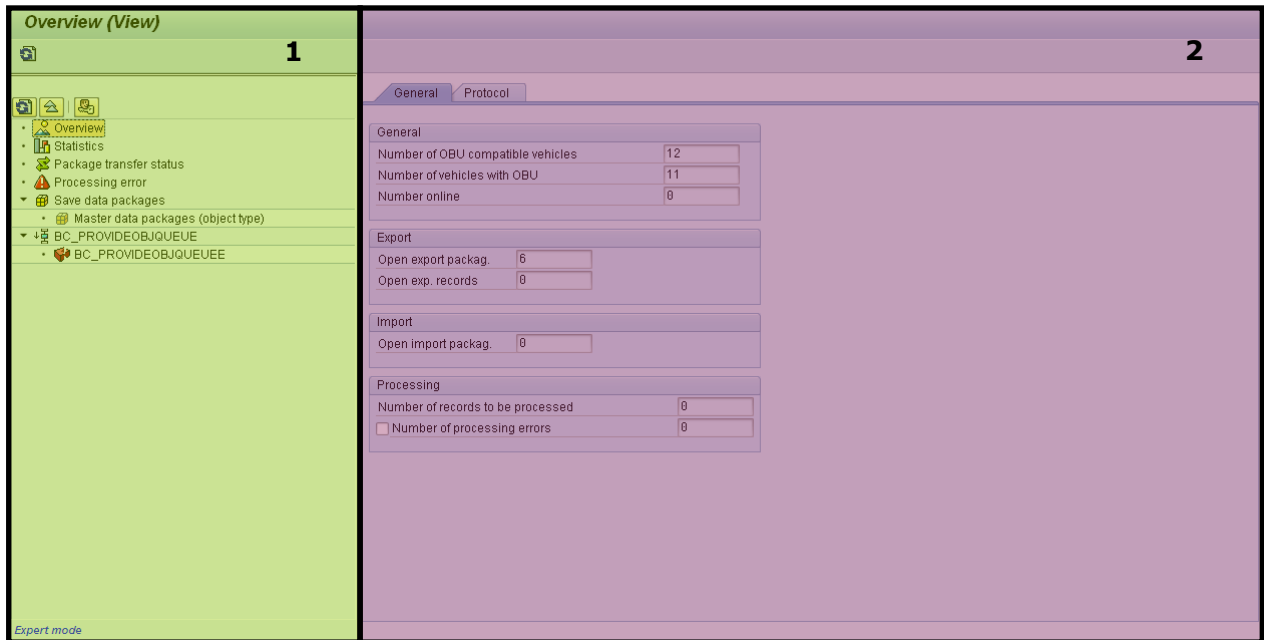 Overview (View)
1
Overview
Statistics
Package transfer status
Processing error
Save data packages
Master data packages (object type)
BC_PROVIDEOBJQUEUE
BC_PROVIDEOBJQUEUEE
Expert mode
2
General Protocol
General
Number of OBU compatible vehicles 12
Number of vehicles with OBU 11
Number online 0
Export
Open export packag. 6
Open exp. records 0
Import
Open import packag. 0
Processing
Number of records to be processed 0
Number of processing errors 0